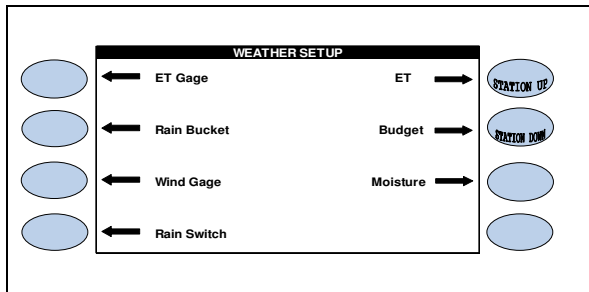 WEATHER SETUP
ET Gage ET STATION UP
Rain Bucket Budget STATION DOWN
Wind Gage Moisture
Rain Switch